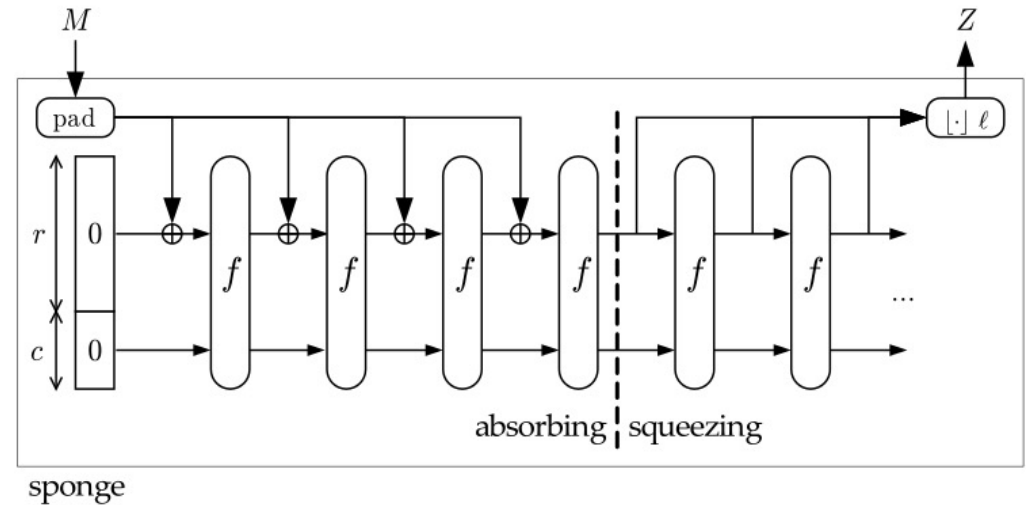 M Z
pad ⌊·⌋ ℓ
r 0 ⊕ ⊕ ⊕ ⊕
f f f f f f
...
c 0
absorbing squeezing
sponge